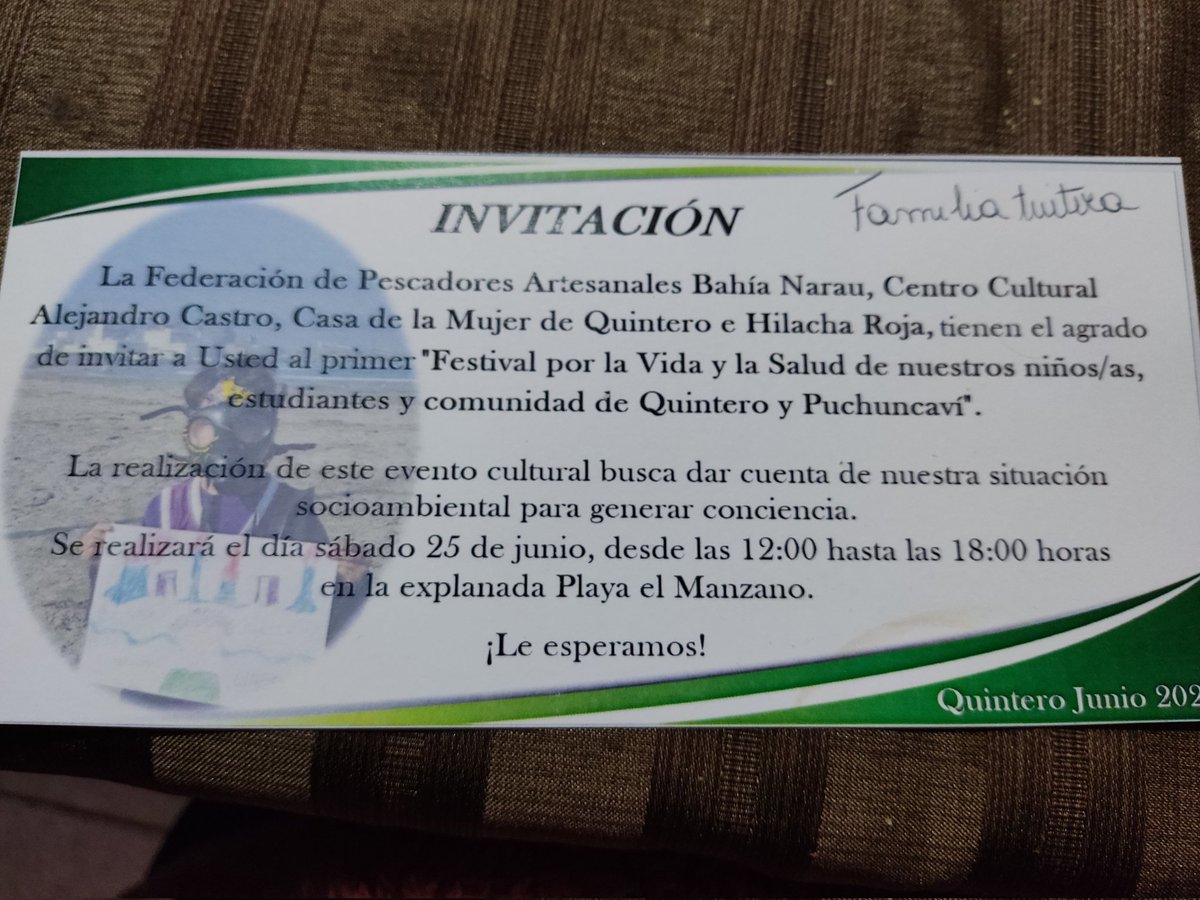 INVITACIÓN
Familia tuitera
La Federación de Pescadores Artesanales Bahía Narau, Centro Cultural
Alejandro Castro, Casa de la Mujer de Quintero e Hilacha Roja, tienen el agrado
de invitar a Usted al primer "Festival por la Vida y la Salud de nuestros niños/as,
estudiantes y comunidad de Quintero y Puchuncaví".
La realización de este evento cultural busca dar cuenta de nuestra situación
socioambiental para generar conciencia.
Se realizará el día sábado 25 de junio, desde las 12:00 hasta las 18:00 horas
en la explanada Playa el Manzano.
¡Le esperamos!
Quintero Junio 202